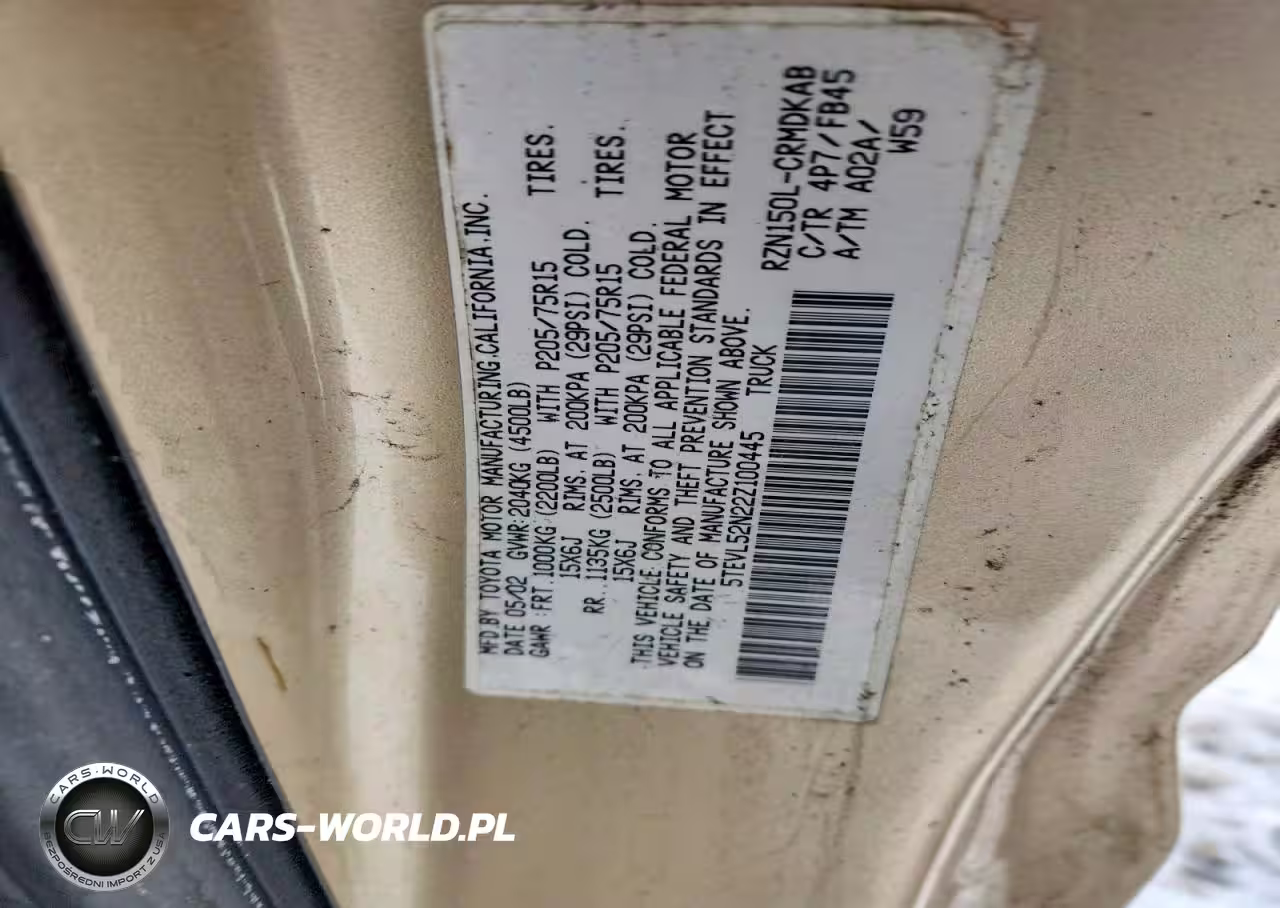 MFD BY TOYOTA MOTOR MANUFACTURING.CALIFORNIA.INC.
DATE 05/02 GVWR:2040KG (4500LB)
GAWR :FRT.1000KG (2200LB) WITH P205/75R15 TIRES.
15X6J RIMS. AT 200KPA (29PSI) COLD.
RR..1135KG (2500LB) WITH P205/75R15 TIRES.
15X6J RIMS. AT 200KPA (29PSI) COLD.
THIS VEHICLE CONFORMS TO ALL APPLICABLE FEDERAL MOTOR
VEHICLE SAFETY AND THEFT PREVENTION STANDARDS IN EFFECT
ON THE DATE OF MANUFACTURE SHOWN ABOVE.
5TEVL52N22Z100445 TRUCK
RZN150L-CRMDKAB
C/TR 4P7/FB45
A/TM A02A/
W59
CARS-WORLD
CW
BEZPOŚREDNI IMPORT Z USA
CARS-WORLD.PL